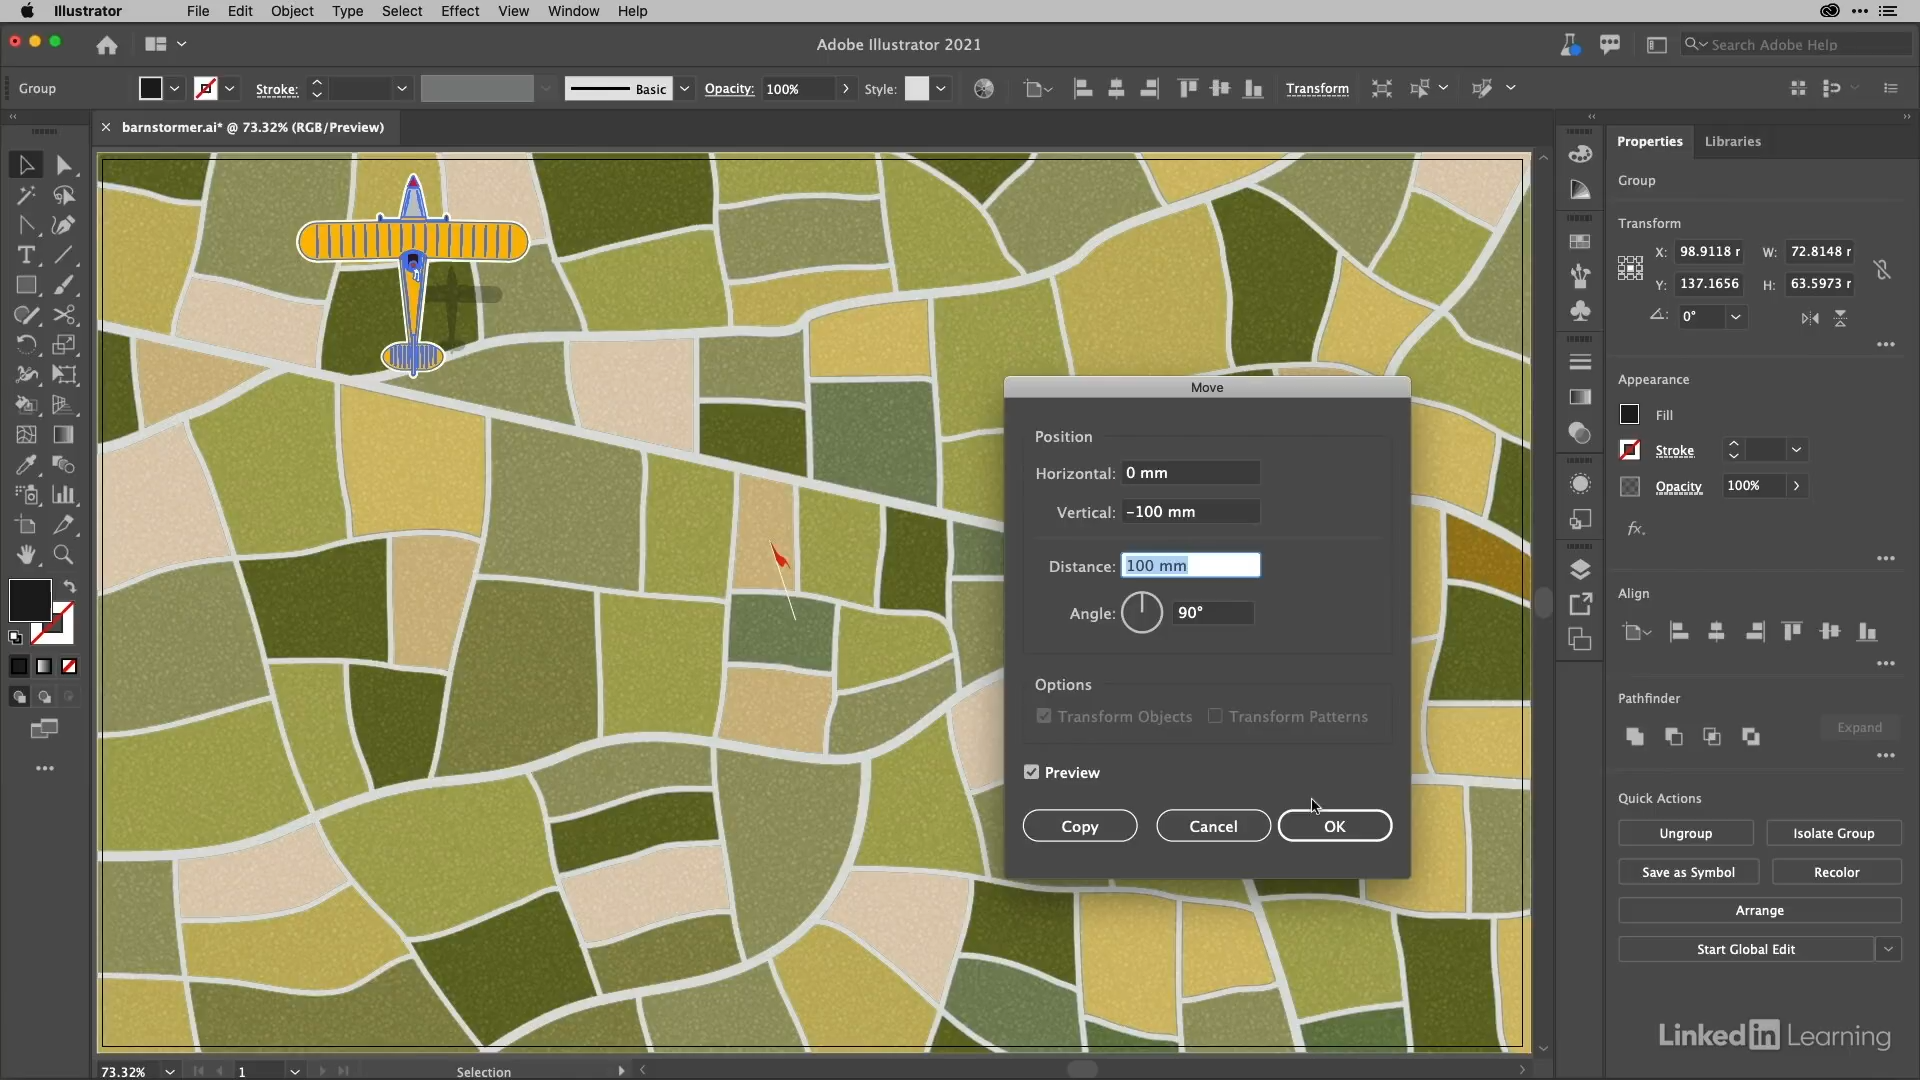 Illustrator File Edit Object Type Select Effect View Window Help
Adobe Illustrator 2021
Search Adobe Help
Group Stroke: Basic Opacity: 100% Style: Transform
barnstormer.ai* @ 73.32% (RGB/Preview)
Properties Libraries
Group
Transform
X: 98.9118 r W: 72.8148 r
Y: 137.1656 H: 63.5973 r
0°
Appearance
Fill
Stroke
Opacity 100%
fx.
Align
Pathfinder
Expand
Quick Actions
Ungroup Isolate Group
Save as Symbol Recolor
Arrange
Start Global Edit
Move
Position
Horizontal: 0 mm
Vertical: -100 mm
Distance: 100 mm
Angle: 90°
Options
Transform Objects Transform Patterns
Preview
Copy Cancel OK
73.32% 1 Selection
Linked in Learning